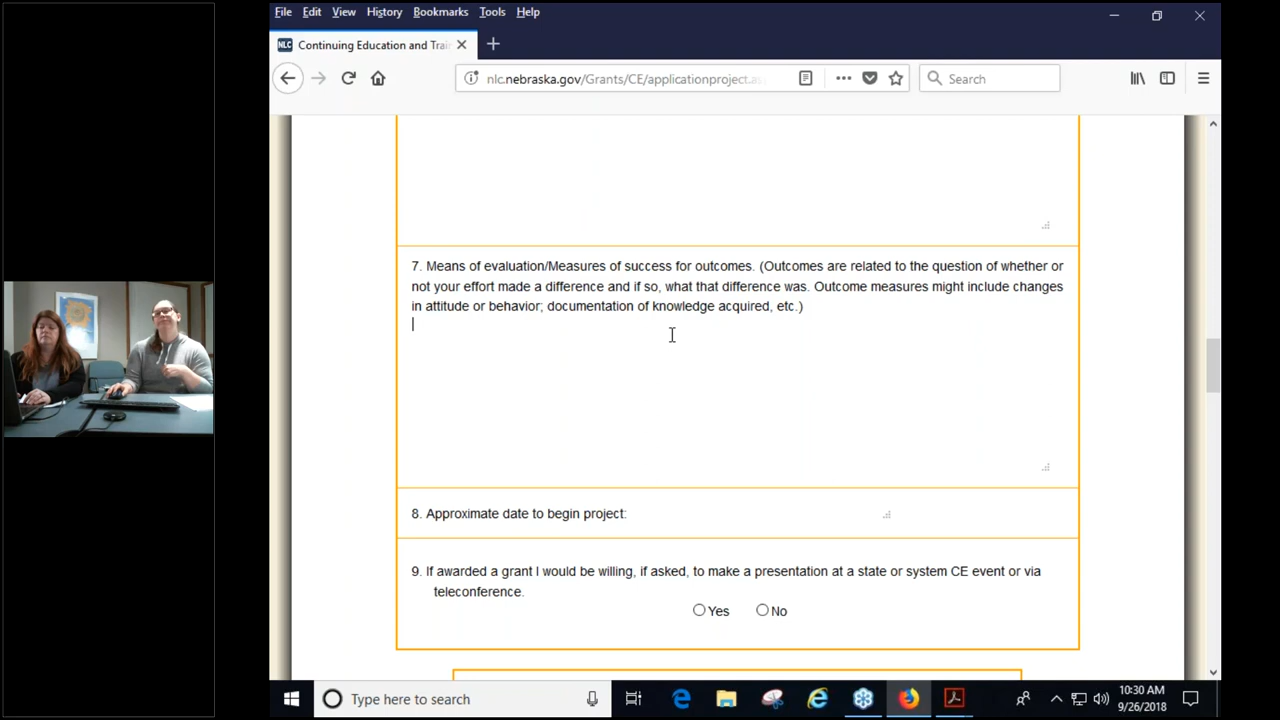 File Edit View History Bookmarks Tools Help
NLC Continuing Education and Trai
nlc.nebraska.gov/Grants/CE/applicationproject.as
Search
7. Means of evaluation/Measures of success for outcomes. (Outcomes are related to the question of whether or
not your effort made a difference and if so, what that difference was. Outcome measures might include changes
in attitude or behavior; documentation of knowledge acquired, etc.)
8. Approximate date to begin project:
9. If awarded a grant I would be willing, if asked, to make a presentation at a state or system CE event or via
teleconference.
Yes No
Type here to search
10:30 AM
9/26/2018